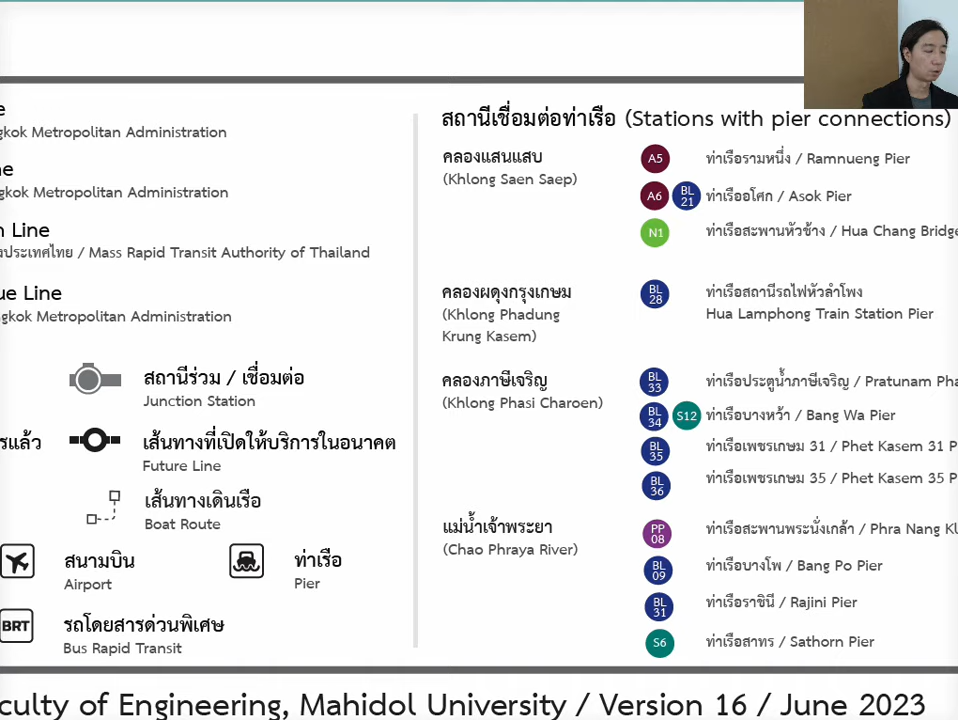 e
gkok Metropolitan Administration
ne
gkok Metropolitan Administration
n Line
งประเทศไทย / Mass Rapid Transit Authority of Thailand
ue Line
gkok Metropolitan Administration
สถานีร่วม / เชื่อมต่อ
Junction Station
รแล้ว
เส้นทางที่เปิดให้บริการในอนาคต
Future Line
เส้นทางเดินเรือ
Boat Route
สนามบิน
Airport
ท่าเรือ
Pier
BRT
รถโดยสารด่วนพิเศษ
Bus Rapid Transit
สถานีเชื่อมต่อท่าเรือ (Stations with pier connections)
คลองแสนแสบ
(Khlong Saen Saep)
A5 ท่าเรือรามหนึ่ง / Ramnueng Pier
A6 BL 21 ท่าเรืออโศก / Asok Pier
N1 ท่าเรือสะพานหัวช้าง / Hua Chang Bridge
คลองผดุงกรุงเกษม
(Khlong Phadung
Krung Kasem)
BL 28 ท่าเรือสถานีรถไฟหัวลำโพง
Hua Lamphong Train Station Pier
คลองภาษีเจริญ
(Khlong Phasi Charoen)
BL 33 ท่าเรือประตูน้ำภาษีเจริญ / Pratunam Pha
BL 34 S12 ท่าเรือบางหว้า / Bang Wa Pier
BL 35 ท่าเรือเพชรเกษม 31 / Phet Kasem 31 P
BL 36 ท่าเรือเพชรเกษม 35 / Phet Kasem 35 P
แม่น้ำเจ้าพระยา
(Chao Phraya River)
PP 08 ท่าเรือสะพานพระนั่งเกล้า / Phra Nang Kl
BL 09 ท่าเรือบางโพ / Bang Po Pier
BL 31 ท่าเรือราชินี / Rajini Pier
S6 ท่าเรือสาทร / Sathorn Pier
culty of Engineering, Mahidol University / Version 16 / June 2023